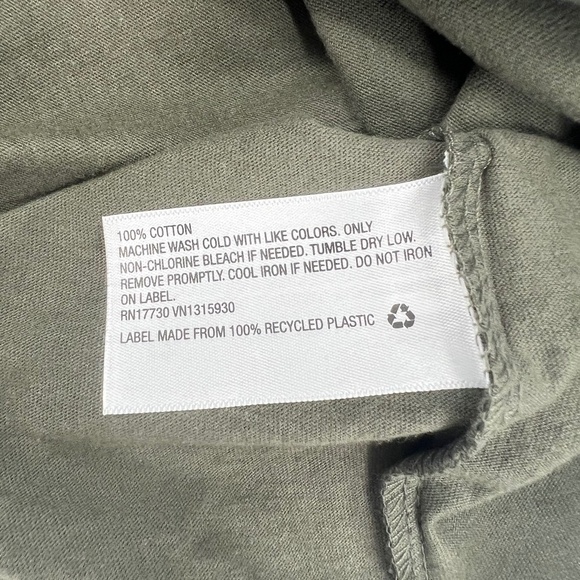 100% COTTON
MACHINE WASH COLD WITH LIKE COLORS. ONLY
NON-CHLORINE BLEACH IF NEEDED. TUMBLE DRY LOW.
REMOVE PROMPTLY. COOL IRON IF NEEDED. DO NOT IRON
ON LABEL.
RN17730 VN1315930
LABEL MADE FROM 100% RECYCLED PLASTIC